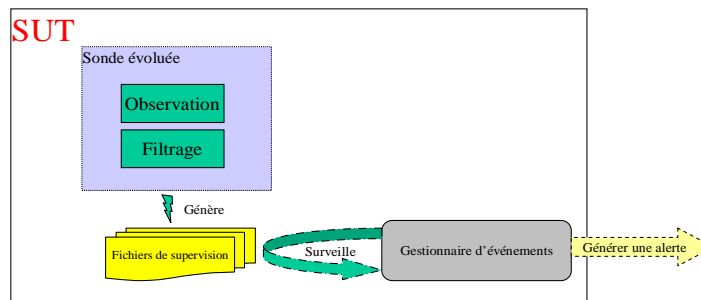 SUT
Sonde évoluée
Observation
Filtrage
Génère
Fichiers de supervision
Surveille
Gestionnaire d'événements
Générer une alerte